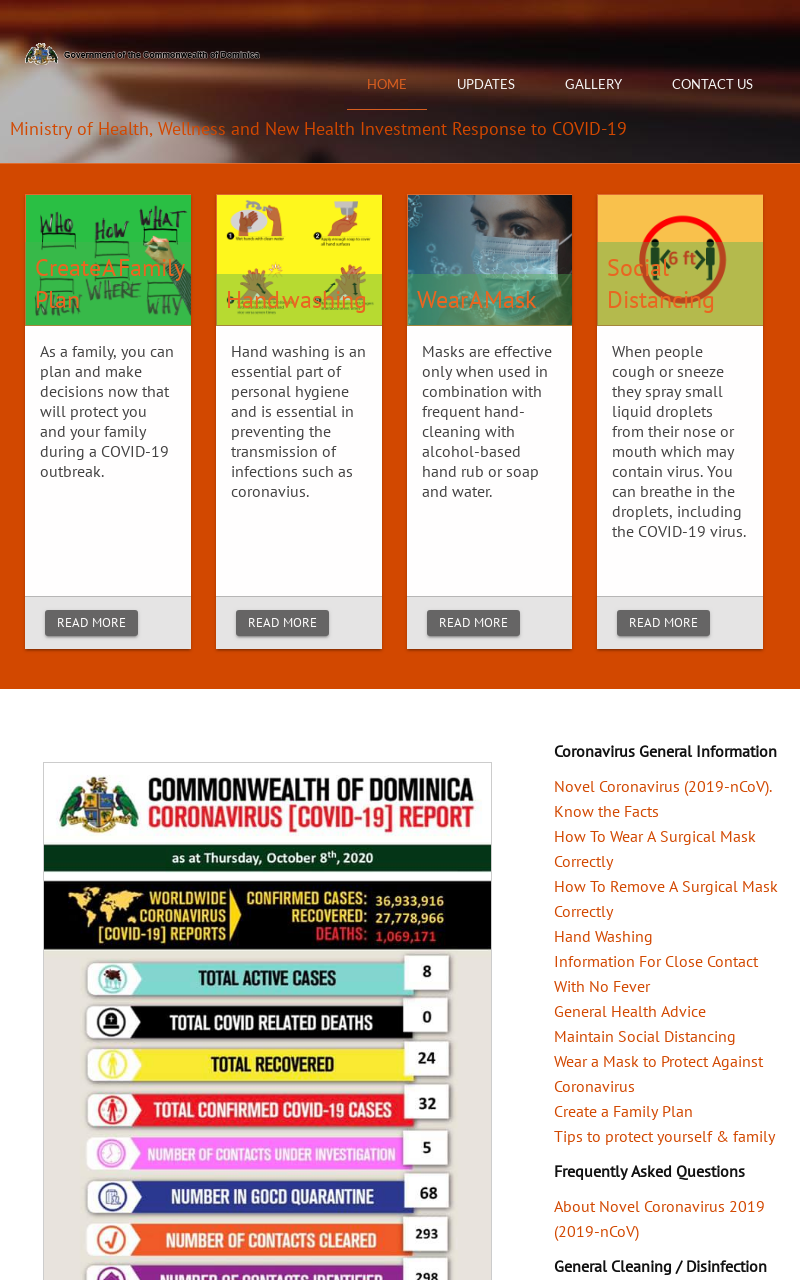 Government of the Commonwealth of Dominica
HOME UPDATES GALLERY CONTACT US
Ministry of Health, Wellness and New Health Investment Response to COVID-19
WHO HOW WHAT
WHEN WHERE WHY
CreateAFamily
Plan
As a family, you can
plan and make
decisions now that
will protect you
and your family
during a COVID-19
outbreak.
READ MORE
1
2
Handwashing
Hand washing is an
essential part of
personal hygiene
and is essential in
preventing the
transmission of
infections such as
coronavius.
READ MORE
WearAMask
Masks are effective
only when used in
combination with
frequent hand-
cleaning with
alcohol-based
hand rub or soap
and water.
READ MORE
6 ft
Social
Distancing
When people
cough or sneeze
they spray small
liquid droplets
from their nose or
mouth which may
contain virus. You
can breathe in the
droplets, including
the COVID-19 virus.
READ MORE
COMMONWEALTH OF DOMINICA
CORONAVIRUS [COVID-19] REPORT
as at Thursday, October 8th, 2020
WORLDWIDE
CORONAVIRUS
[COVID-19] REPORTS
CONFIRMED CASES: 36,933,916
RECOVERED: 27,778,966
DEATHS: 1,069,171
TOTAL ACTIVE CASES 8
TOTAL COVID RELATED DEATHS 0
TOTAL RECOVERED 24
TOTAL CONFIRMED COVID-19 CASES 32
NUMBER OF CONTACTS UNDER INVESTIGATION 5
NUMBER IN GOCD QUARANTINE 68
NUMBER OF CONTACTS CLEARED 293
NUMBER OF CONTACTS IDENTIFIED 298
Coronavirus General Information
Novel Coronavirus (2019-nCoV).
Know the Facts
How To Wear A Surgical Mask
Correctly
How To Remove A Surgical Mask
Correctly
Hand Washing
Information For Close Contact
With No Fever
General Health Advice
Maintain Social Distancing
Wear a Mask to Protect Against
Coronavirus
Create a Family Plan
Tips to protect yourself & family
Frequently Asked Questions
About Novel Coronavirus 2019
(2019-nCoV)
General Cleaning / Disinfection